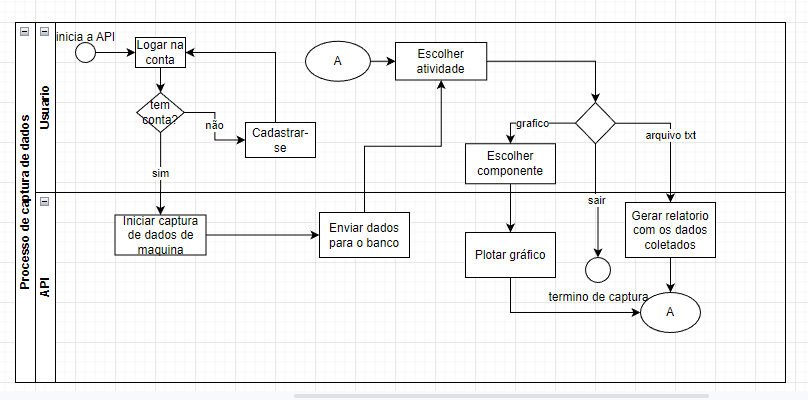 Processo de captura de dados
Usuario
API
inicia a API
Logar na
conta
tem
conta?
não
Cadastrar-
se
sim
A
Escolher
atividade
grafico
arquivo txt
Escolher
componente
sair
Iniciar captura
de dados de
maquina
Enviar dados
para o banco
Plotar gráfico
Gerar relatorio
com os dados
coletados
termino de captura
A